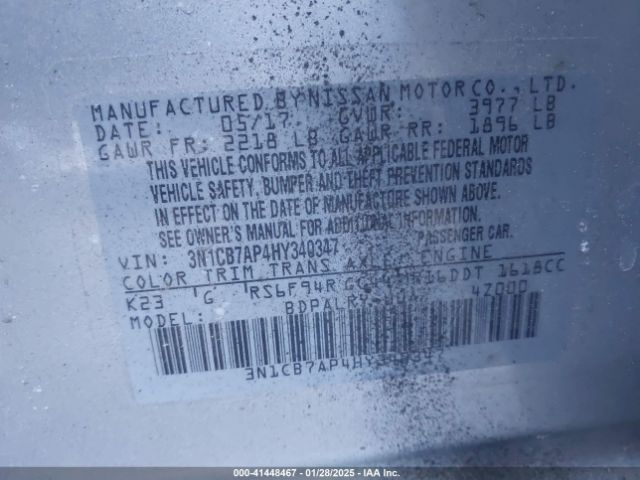 MANUFACTURED BY NISSAN MOTOR CO., LTD.
DATE: 05/17 GVWR: 3977 LB
GAWR FR: 2218 LB GAWR RR: 1896 LB
THIS VEHICLE CONFORMS TO ALL APPLICABLE FEDERAL MOTOR
VEHICLE SAFETY, BUMPER AND THEFT PREVENTION STANDARDS
IN EFFECT ON THE DATE OF MANUFACTURE SHOWN ABOVE.
SEE OWNER'S MANUAL FOR ADDITIONAL INFORMATION.
VIN: 3N1CB7AP4HY340347 PASSENGER CAR.
COLOR TRIM TRANS AXLE ENGINE
K23 G RS6F94R 16DDT 1618CC
MODEL: 4Z000
3N1CB7AP4HY
000-41448467 - 01/28/2025 - IAA Inc.